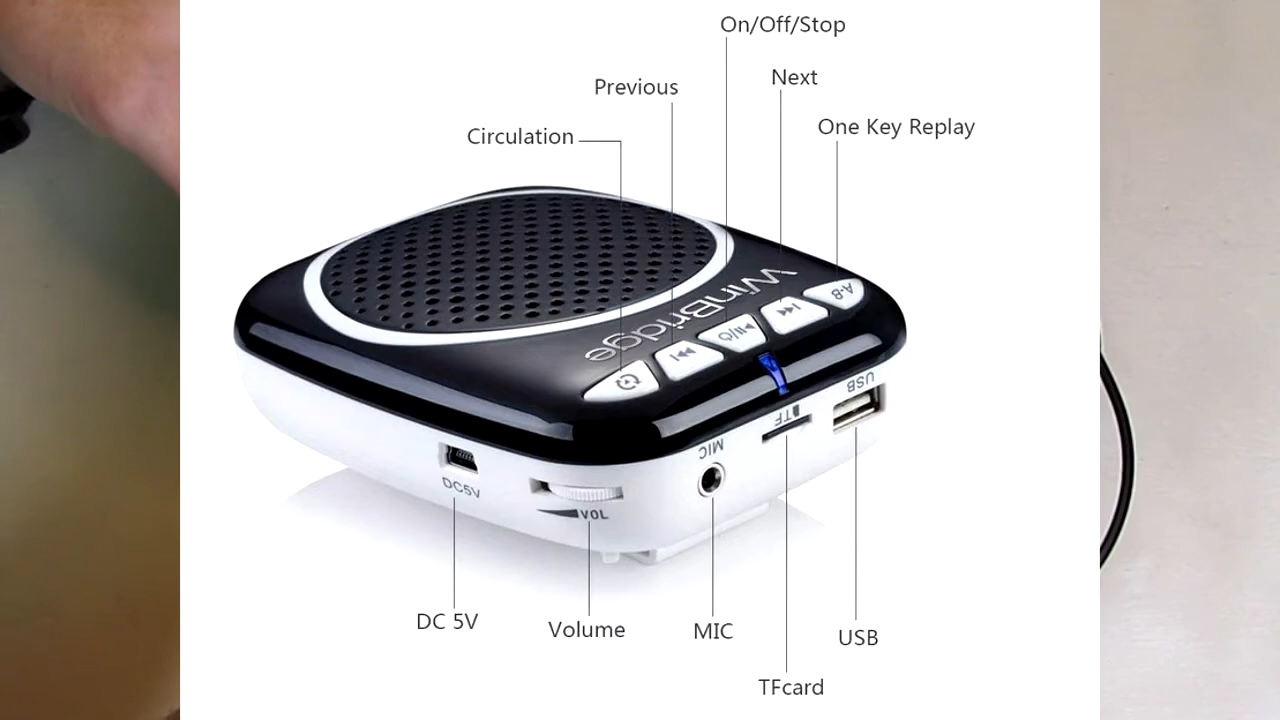 On/Off/Stop
Next
Previous
One Key Replay
Circulation
WinBridge
A-B
USB
TF
MIC
DC5V
VOL
DC 5V
Volume
MIC
USB
TFcard